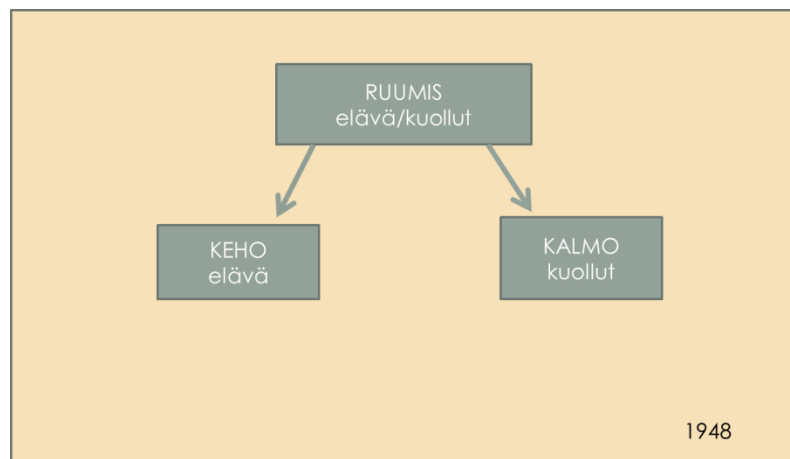 RUUMIS
elävä/kuollut
KEHO
elävä
KALMO
kuollut
1948